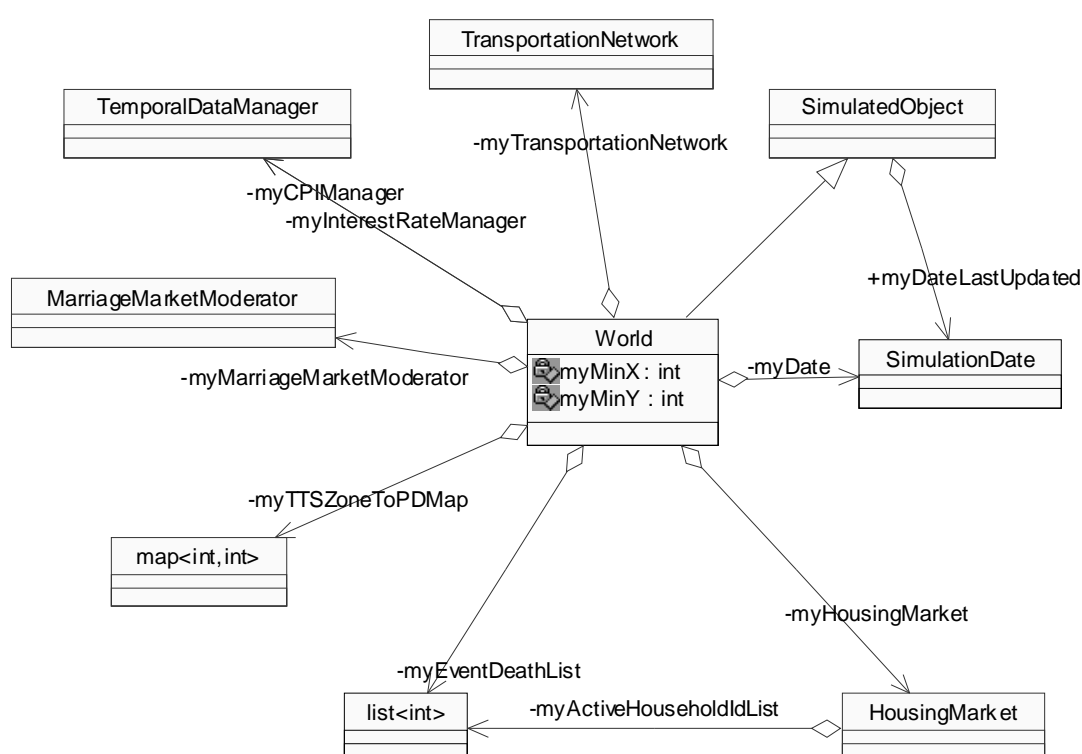 TransportationNetwork
TemporalDataManager
SimulatedObject
-myTransportationNetwork
-myCPIManager
-myInterestRateManager
+myDateLastUpdated
MarriageMarketModerator
World
myMinX : int
myMinY : int
-myDate
SimulationDate
-myMarriageMarketModerator
-myTTSZoneToPDMap
map<int,int>
-myHousingMarket
-myEventDeathList
list<int>
-myActiveHouseholdIdList
HousingMarket